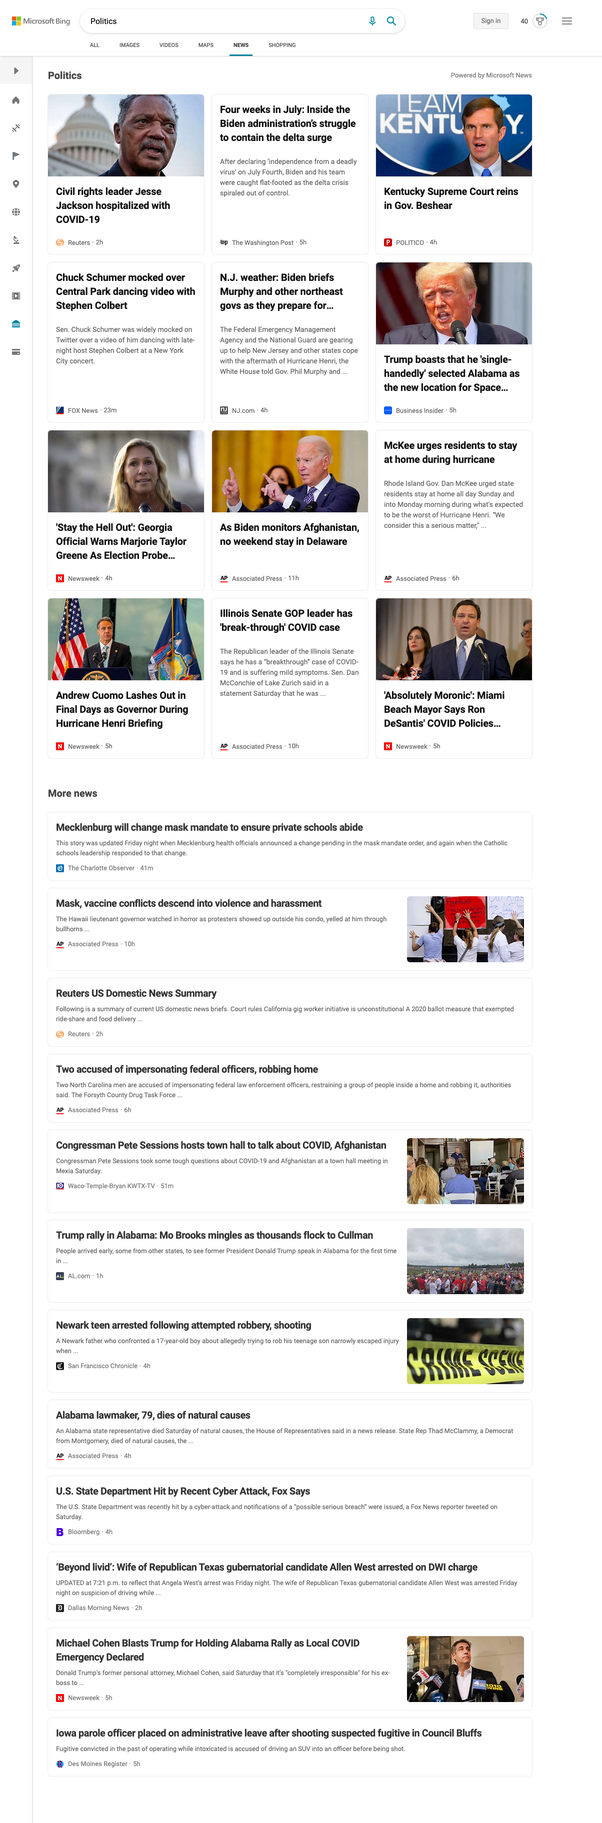 Microsoft Bing
Politics
Sign in
40
ALL
IMAGES
VIDEOS
MAPS
NEWS
SHOPPING
Politics
Powered by Microsoft News
Civil rights leader Jesse
Jackson hospitalized with
COVID-19
Reuters · 2h
Four weeks in July: Inside the
Biden administration's struggle
to contain the delta surge
After declaring 'independence from a deadly
virus' on July Fourth, Biden and his team
were caught flat-footed as the delta crisis
spiraled out of control.
wp The Washington Post · 5h
TEAM
KENTUCKY
Kentucky Supreme Court reins
in Gov. Beshear
P POLITICO · 4h
Chuck Schumer mocked over
Central Park dancing video with
Stephen Colbert
Sen. Chuck Schumer was widely mocked on
Twitter over a video of him dancing with late-
night host Stephen Colbert at a New York
City concert.
FOX News · 23m
N.J. weather: Biden briefs
Murphy and other northeast
govs as they prepare for...
The Federal Emergency Management
Agency and the National Guard are gearing
up to help New Jersey and other states cope
with the aftermath of Hurricane Henri, the
White House told Gov. Phil Murphy and ...
NJ.com · 4h
Trump boasts that he 'single-
handedly' selected Alabama as
the new location for Space...
Business Insider · 5h
'Stay the Hell Out': Georgia
Official Warns Marjorie Taylor
Greene As Election Probe...
N Newsweek · 4h
As Biden monitors Afghanistan,
no weekend stay in Delaware
AP Associated Press · 11h
McKee urges residents to stay
at home during hurricane
Rhode Island Gov. Dan McKee urged state
residents stay at home all day Sunday and
into Monday morning during what's expected
to be the worst of Hurricane Henri. "We
consider this a serious matter," ...
AP Associated Press · 6h
Andrew Cuomo Lashes Out in
Final Days as Governor During
Hurricane Henri Briefing
N Newsweek · 5h
Illinois Senate GOP leader has
'break-through' COVID case
The Republican leader of the Illinois Senate
says he has a "breakthrough" case of COVID-
19 and is suffering mild symptoms. Sen. Dan
McConchie of Lake Zurich said in a
statement Saturday that he was ...
AP Associated Press · 10h
'Absolutely Moronic': Miami
Beach Mayor Says Ron
DeSantis' COVID Policies...
N Newsweek · 5h
More news
Mecklenburg will change mask mandate to ensure private schools abide
This story was updated Friday night when Mecklenburg health officials announced a change pending in the mask mandate order, and again when the Catholic
schools leadership responded to that change.
The Charlotte Observer · 41m
Mask, vaccine conflicts descend into violence and harassment
The Hawaii lieutenant governor watched in horror as protesters showed up outside his condo, yelled at him through
bullhorns ...
AP Associated Press · 10h
Reuters US Domestic News Summary
Following is a summary of current US domestic news briefs. Court rules California gig worker initiative is unconstitutional A 2020 ballot measure that exempted
ride-share and food delivery ...
Reuters · 2h
Two accused of impersonating federal officers, robbing home
Two North Carolina men are accused of impersonating federal law enforcement officers, restraining a group of people inside a home and robbing it, authorities
said. The Forsyth County Drug Task Force ...
AP Associated Press · 6h
Congressman Pete Sessions hosts town hall to talk about COVID, Afghanistan
Congressman Pete Sessions took some tough questions about COVID-19 and Afghanistan at a town hall meeting in
Mexia Saturday.
Waco-Temple-Bryan KWTX-TV · 51m
Trump rally in Alabama: Mo Brooks mingles as thousands flock to Cullman
People arrived early, some from other states, to see former President Donald Trump speak in Alabama for the first time
in ...
AL.com · 1h
Newark teen arrested following attempted robbery, shooting
A Newark father who confronted a 17-year-old boy about allegedly trying to rob his teenage son narrowly escaped injury
when ...
San Francisco Chronicle · 4h
CRIME SCENE
Alabama lawmaker, 79, dies of natural causes
An Alabama state representative died Saturday of natural causes, the House of Representatives said in a news release. State Rep Thad McClammy, a Democrat
from Montgomery, died of natural causes, the ...
AP Associated Press · 4h
U.S. State Department Hit by Recent Cyber Attack, Fox Says
The U.S. State Department was recently hit by a cyber-attack and notifications of a "possible serious breach" were issued, a Fox News reporter tweeted on
Saturday.
B Bloomberg · 4h
'Beyond livid': Wife of Republican Texas gubernatorial candidate Allen West arrested on DWI charge
UPDATED at 7:21 p.m. to reflect that Angela West's arrest was Friday night. The wife of Republican Texas gubernatorial candidate Allen West was arrested Friday
night on suspicion of driving while ...
Dallas Morning News · 2h
Michael Cohen Blasts Trump for Holding Alabama Rally as Local COVID
Emergency Declared
Donald Trump's former personal attorney, Michael Cohen, said Saturday that it's "completely irresponsible" for his ex-
boss to ...
N Newsweek · 5h
Iowa parole officer placed on administrative leave after shooting suspected fugitive in Council Bluffs
Fugitive convicted in the past of operating while intoxicated is accused of driving an SUV into an officer before being shot.
Des Moines Register · 5h